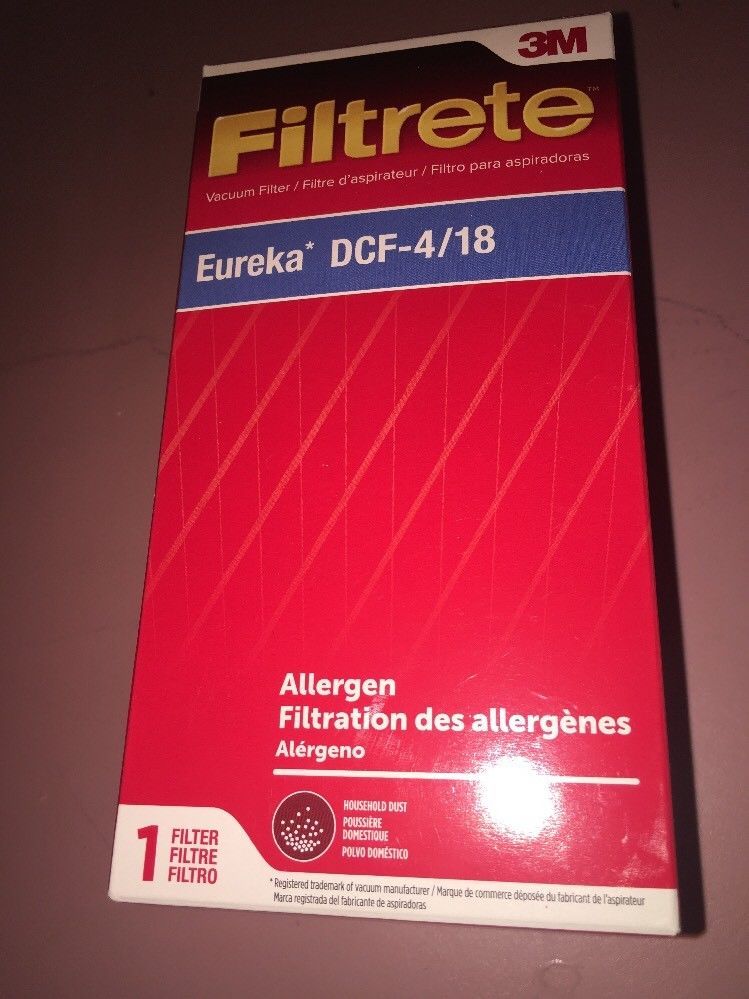 3M
Filtrete™
Vacuum Filter / Filtre d'aspirateur / Filtro para aspiradoras
Eureka* DCF-4/18
Allergen
Filtration des allergènes
Alérgeno
HOUSEHOLD DUST
POUSSIÈRE
DOMESTIQUE
POLVO DOMÉSTICO
1 FILTER
FILTRE
FILTRO
*Registered trademark of vacuum manufacturer / Marque de commerce déposée du fabricant de l'aspirateur
Marca registrada del fabricante de aspiradoras